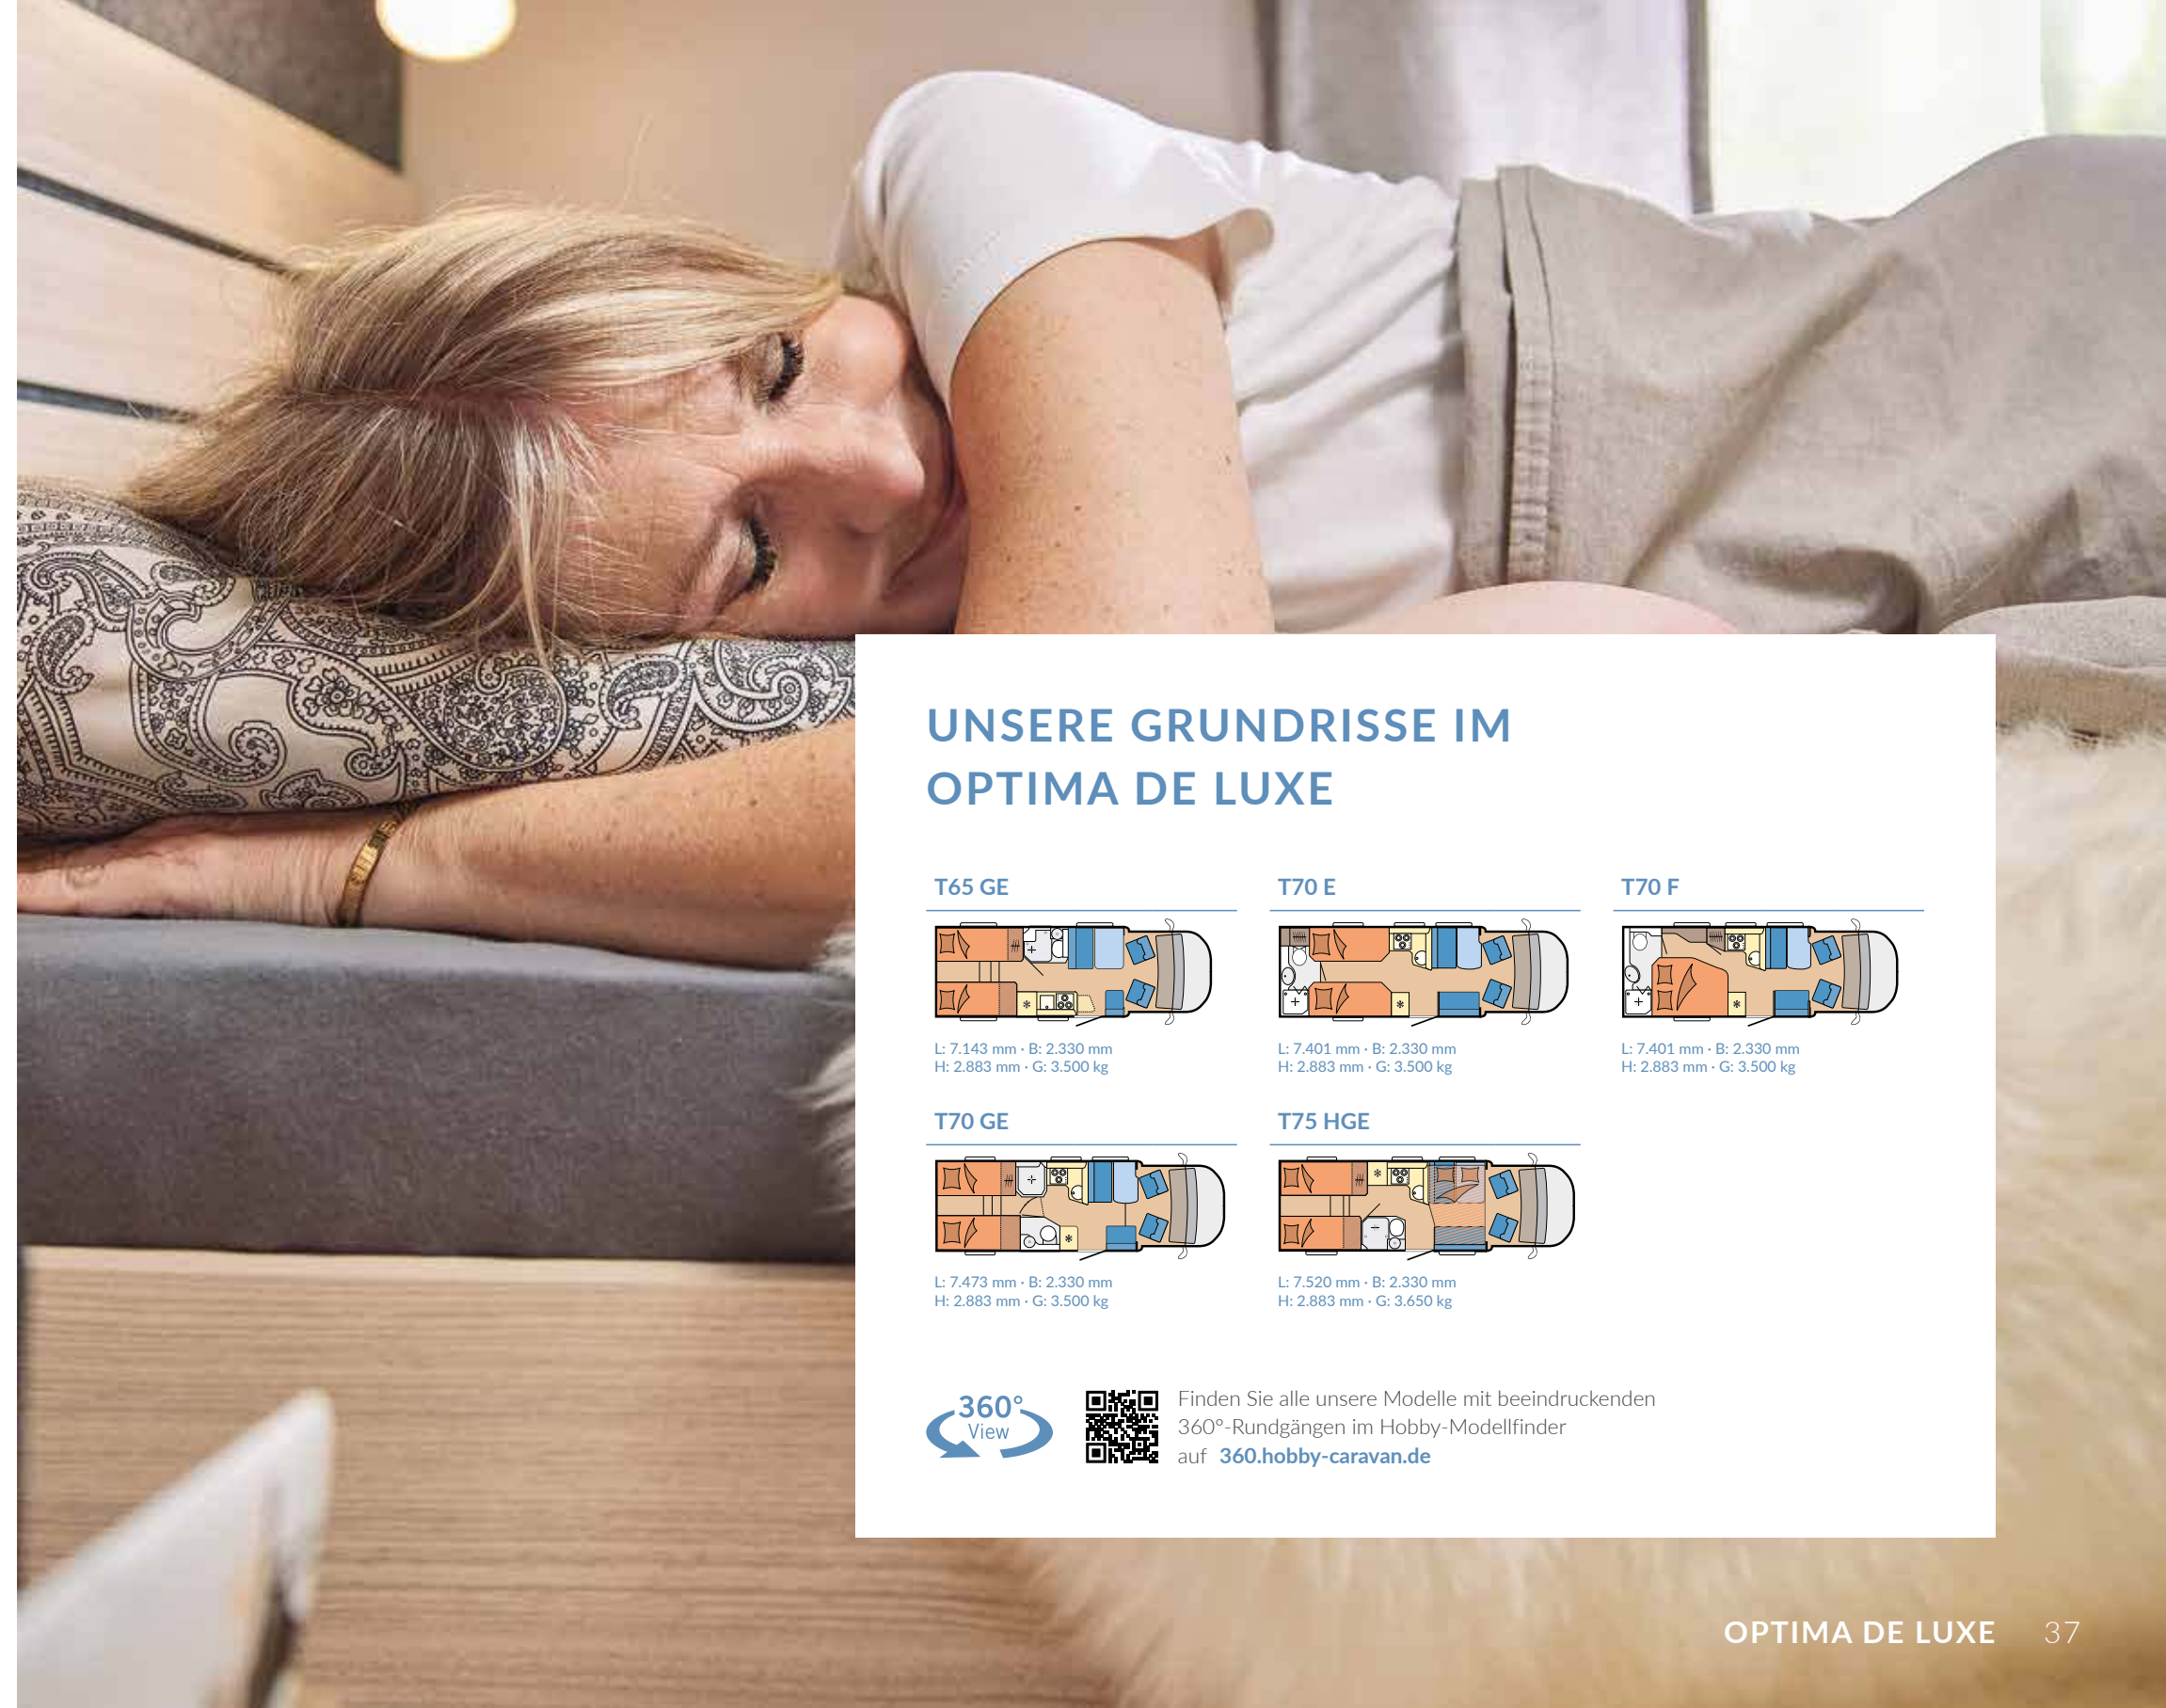 UNSERE GRUNDRISSE IM
OPTIMA DE LUXE
T65 GE
L: 7.143 mm · B: 2.330 mm
H: 2.883 mm · G: 3.500 kg
T70 E
L: 7.401 mm · B: 2.330 mm
H: 2.883 mm · G: 3.500 kg
T70 F
L: 7.401 mm · B: 2.330 mm
H: 2.883 mm · G: 3.500 kg
T70 GE
L: 7.473 mm · B: 2.330 mm
H: 2.883 mm · G: 3.500 kg
T75 HGE
L: 7.520 mm · B: 2.330 mm
H: 2.883 mm · G: 3.650 kg
360°
View
Finden Sie alle unsere Modelle mit beeindruckenden
360°-Rundgängen im Hobby-Modellfinder
auf 360.hobby-caravan.de
OPTIMA DE LUXE 37